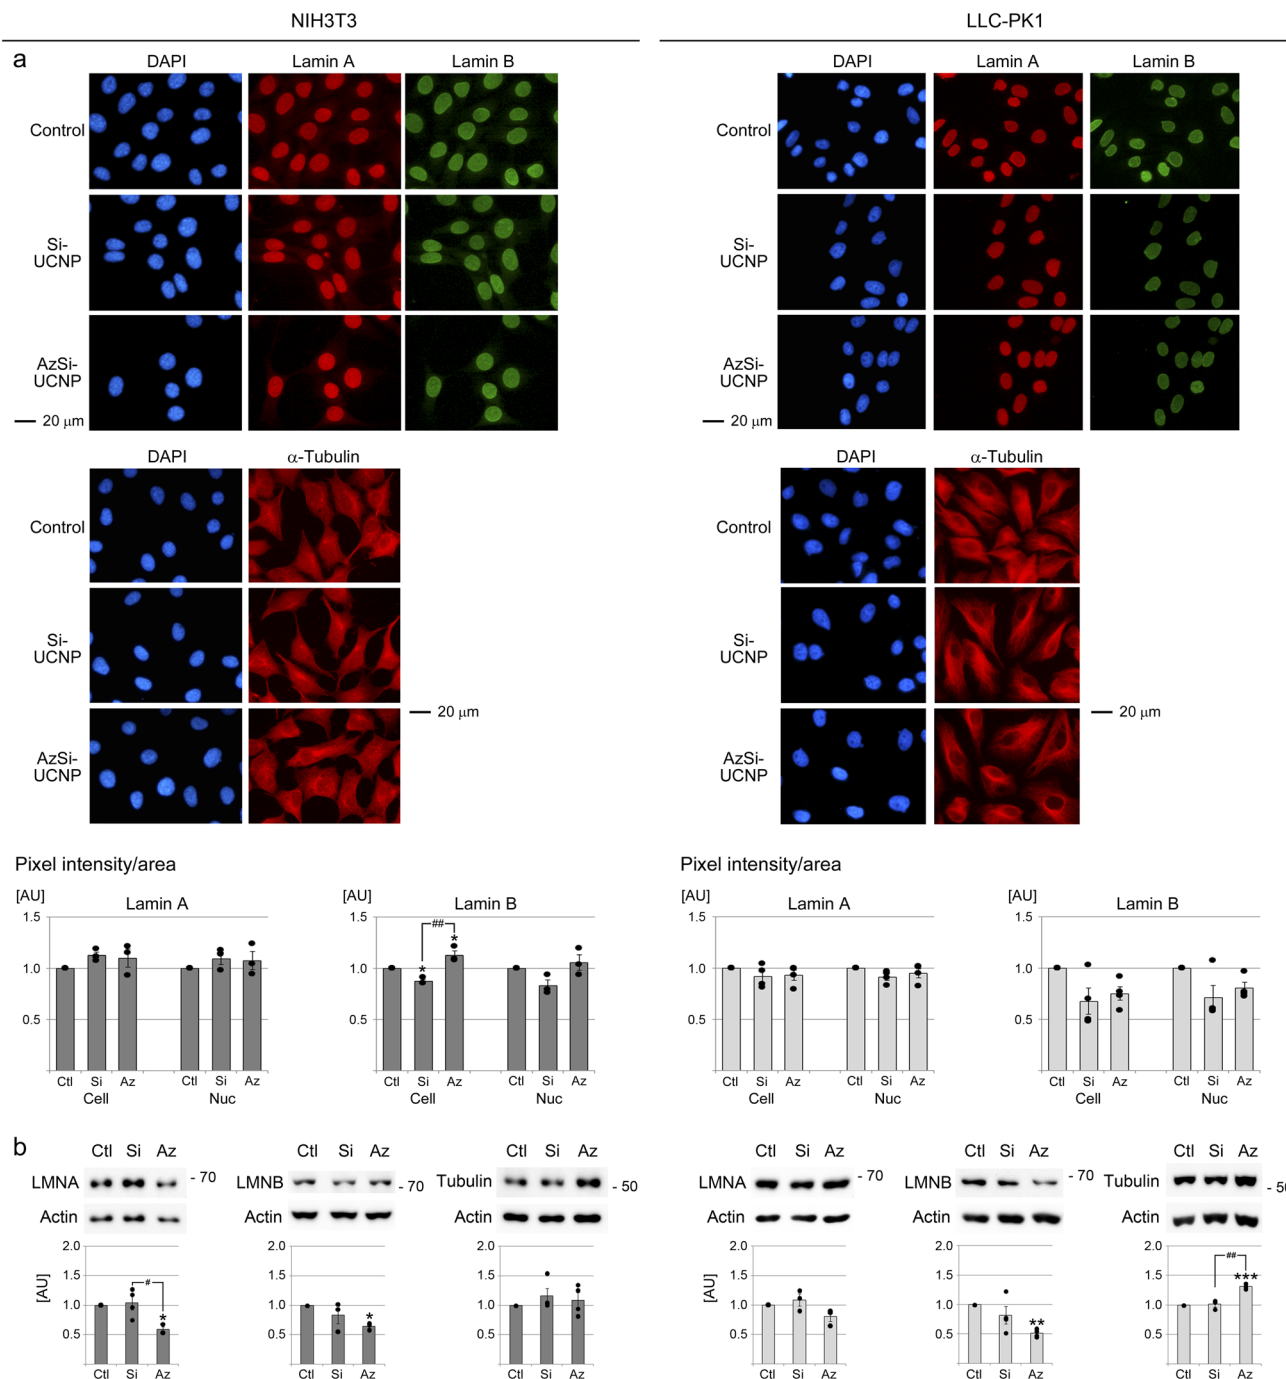 NIH3T3
LLC-PK1
a
DAPI Lamin A Lamin B
DAPI Lamin A Lamin B
Control
Control
Si-
UCNP
Si-
UCNP
AzSi-
UCNP
AzSi-
UCNP
20 μm
20 μm
DAPI α-Tubulin
DAPI α-Tubulin
Control
Control
Si-
UCNP
Si-
UCNP
20 μm
20 μm
AzSi-
UCNP
AzSi-
UCNP
Pixel intensity/area
Pixel intensity/area
[AU] Lamin A
1.5
1.0
0.5
Ctl Si Az Ctl Si Az
Cell Nuc
[AU] Lamin B
1.5
1.0
0.5
##
* *
Ctl Si Az Ctl Si Az
Cell Nuc
[AU] Lamin A
1.5
1.0
0.5
Ctl Si Az Ctl Si Az
Cell Nuc
[AU] Lamin B
1.5
1.0
0.5
Ctl Si Az Ctl Si Az
Cell Nuc
b
Ctl Si Az
LMNA - 70
Actin
[AU]
2.0
1.5
1.0
0.5
#
*
Ctl Si Az
Ctl Si Az
LMNB - 70
Actin
2.0
1.5
1.0
0.5
*
Ctl Si Az
Ctl Si Az
Tubulin - 50
Actin
2.0
1.5
1.0
0.5
Ctl Si Az
Ctl Si Az
LMNA - 70
Actin
[AU]
2.0
1.5
1.0
0.5
Ctl Si Az
Ctl Si Az
LMNB - 70
Actin
2.0
1.5
1.0
0.5
**
Ctl Si Az
Ctl Si Az
Tubulin - 50
Actin
2.0
1.5
1.0
0.5
##
***
Ctl Si Az